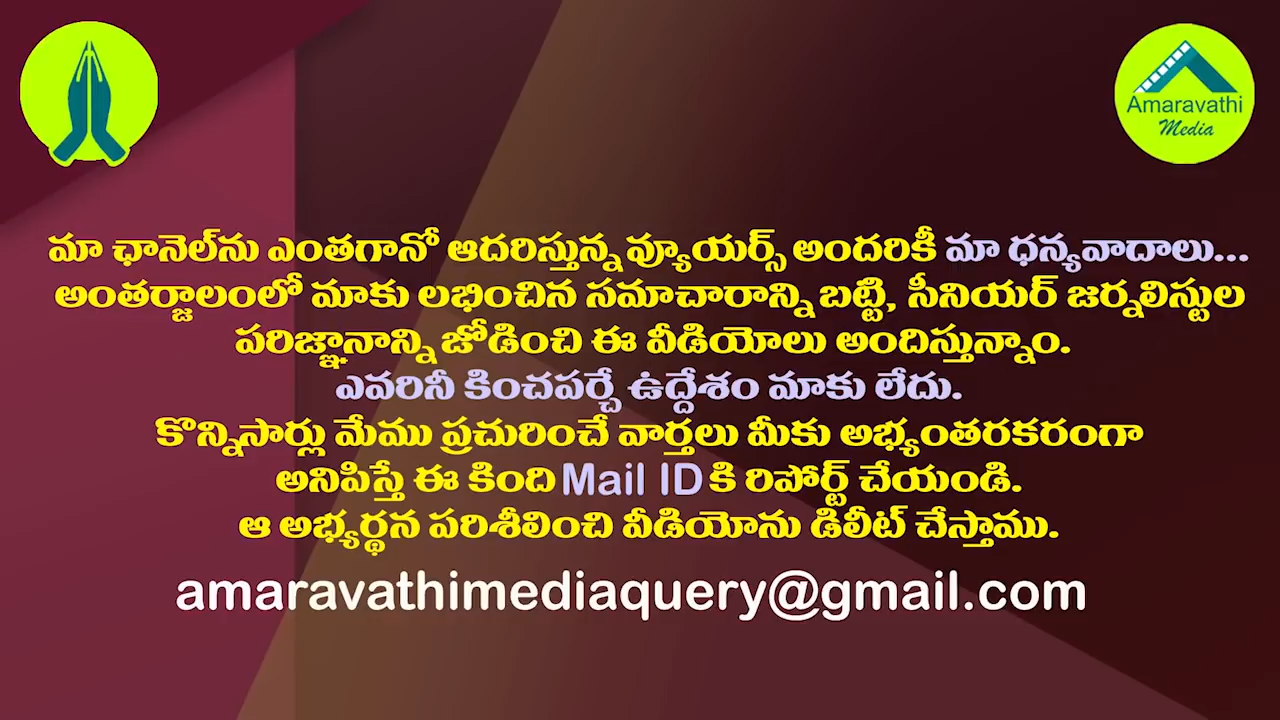 Amaravathi
Media
మా ఛానెల్‌ను ఎంతగానో ఆదరిస్తున్న వ్యూయర్స్ అందరికీ మా ధన్యవాదాలు...
అంతర్జాలంలో మాకు లభించిన సమాచారాన్ని బట్టి, సీనియర్ జర్నలిస్టుల
పరిజ్ఞానాన్ని జోడించి ఈ వీడియోలు అందిస్తున్నాం.
ఎవరినీ కించపర్చే ఉద్దేశం మాకు లేదు.
కొన్నిసార్లు మేము ప్రచురించే వార్తలు మీకు అభ్యంతరకరంగా
అనిపిస్తే ఈ కింది Mail ID కి రిపోర్ట్ చేయండి.
ఆ అభ్యర్థన పరిశీలించి వీడియోను డిలీట్ చేస్తాము.
amaravathimediaquery@gmail.com